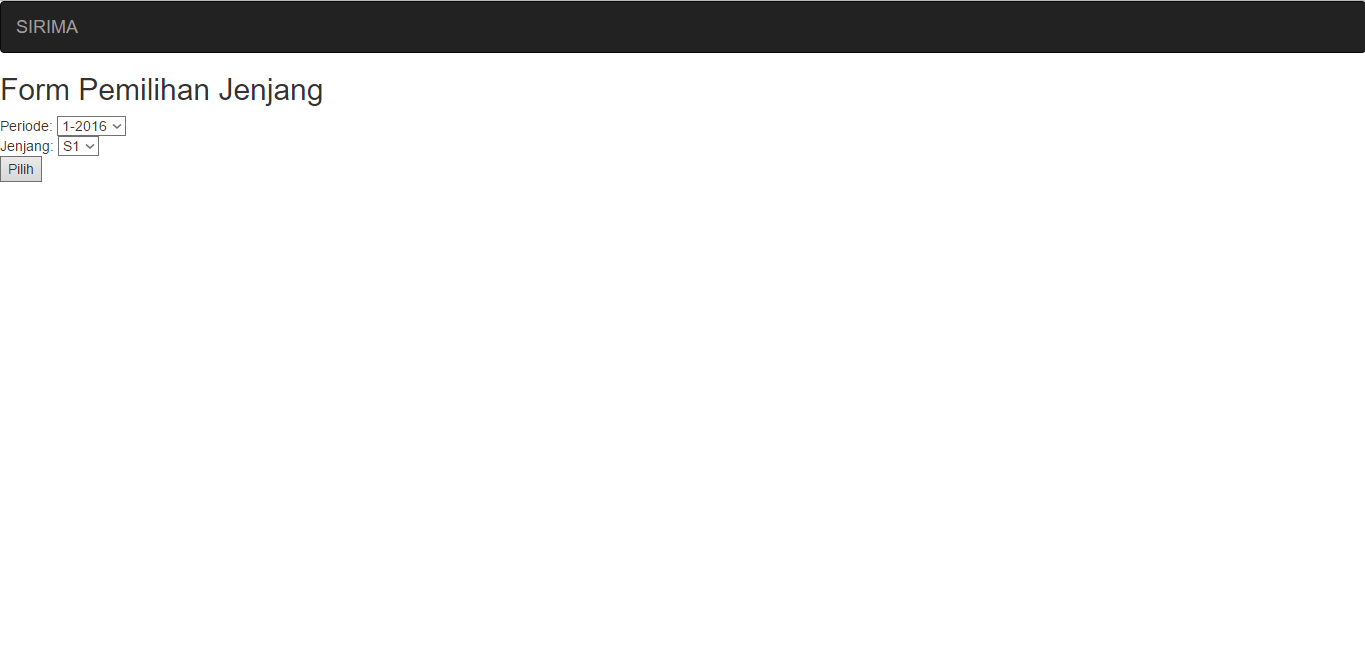 SIRIMA
Form Pemilihan Jenjang
Periode: 1-2016
Jenjang: S1
Pilih